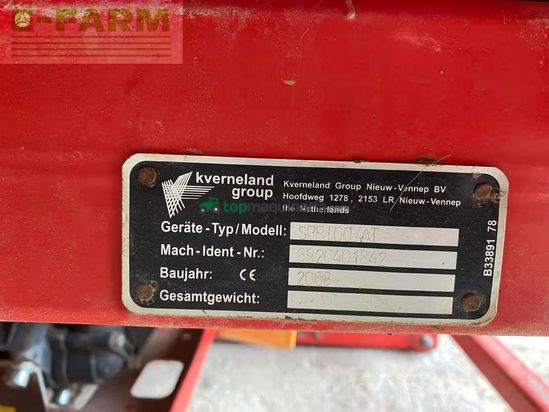 D-FARM
kverneland
group
Kverneland Group Nieuw-Vennep BV
Hoofdweg 1278, 2153 LR/Nieuw-Vennep
the Netherlands
Geräte-Typ/Modell:
Mach-Ident-Nr.:
Baujahr: CE 2008
Gesamtgewicht:
B33891 78